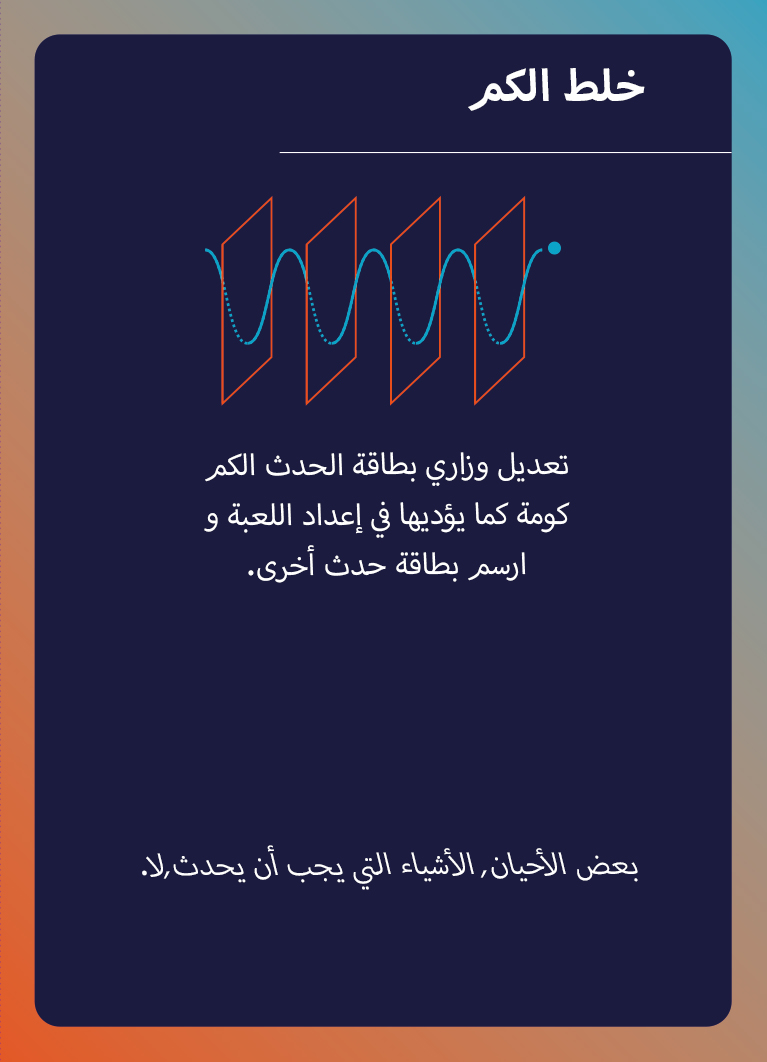 خلط الكم
تعديل وزاري بطاقة الحدث الكم
كومة كما يؤديها في إعداد اللعبة و
ارسم بطاقة حدث أخرى.
بعض الأحيان, الأشياء التي يجب أن يحدث,لا.